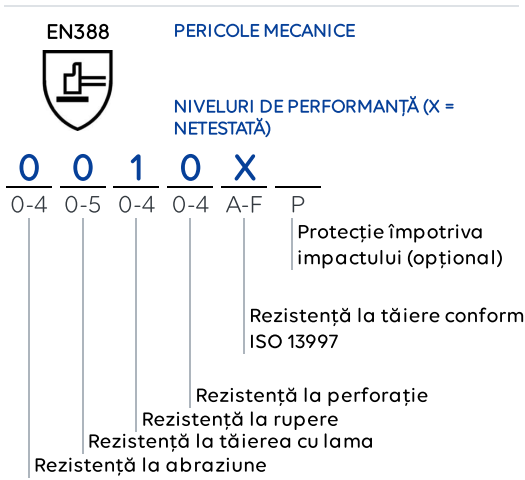 EN388
PERICOLE MECANICE
NIVELURI DE PERFORMANȚĂ (X =
NETESTATĂ)
0 0 1 0 X
0-4 0-5 0-4 0-4 A-F P
Protecție împotriva
impactului (opțional)
Rezistență la tăiere conform
ISO 13997
Rezistență la perforație
Rezistență la rupere
Rezistență la tăierea cu lama
Rezistență la abraziune